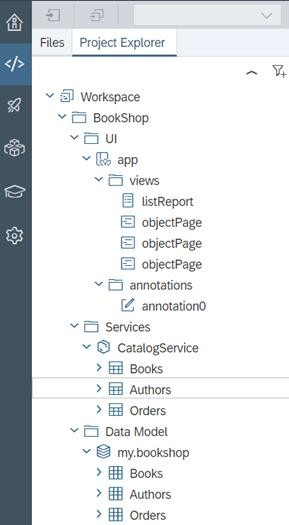 Files Project Explorer
Workspace
BookShop
UI
app
views
listReport
objectPage
objectPage
objectPage
annotations
annotation0
Services
CatalogService
Books
Authors
Orders
Data Model
my.bookshop
Books
Authors
Orders